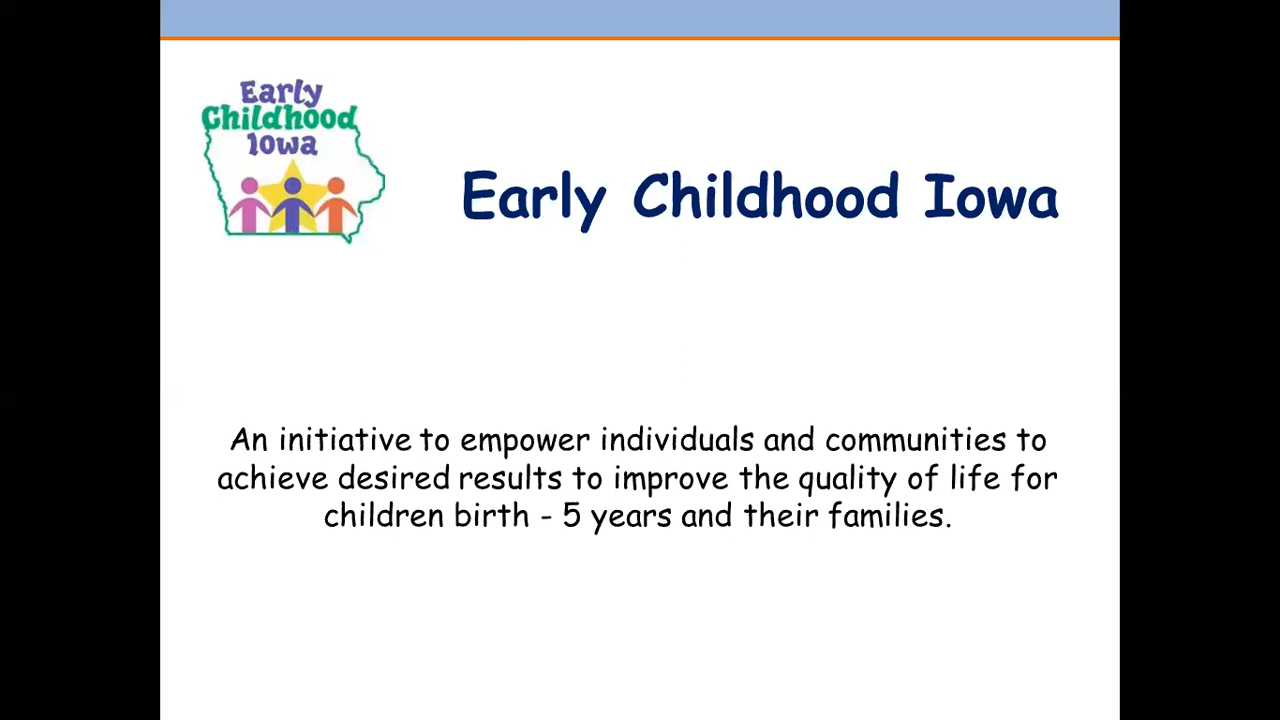 Early
Childhood
Iowa
Early Childhood Iowa
An initiative to empower individuals and communities to
achieve desired results to improve the quality of life for
children birth - 5 years and their families.